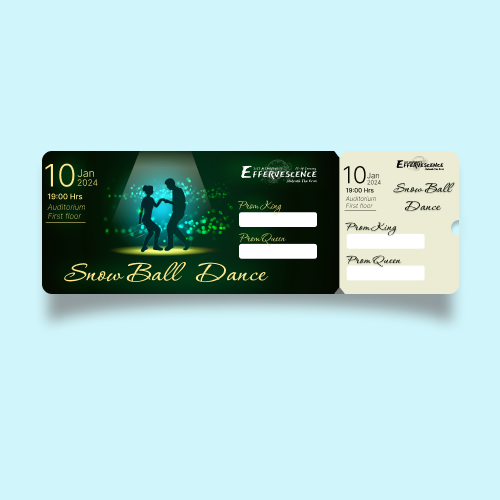 10 Jan
2024
19:00 Hrs
Auditorium
First floor
EFFERVESCENCE
Prom King
Prom Queen
Snow Ball Dance
10 Jan
2024
19:00 Hrs
Auditorium
First floor
EFFERVESCENCE
Snow Ball
Dance
Prom King
Prom Queen